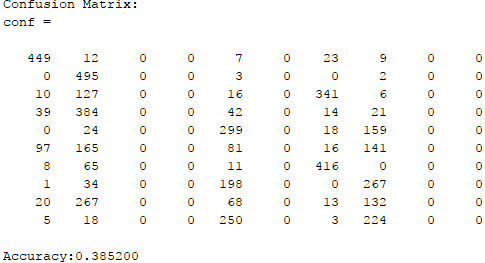 Confusion Matrix:
conf =
449 12 0 0 7 0 23 9 0 0
0 495 0 0 3 0 0 2 0 0
10 127 0 0 16 0 341 6 0 0
39 384 0 0 42 0 14 21 0 0
0 24 0 0 299 0 18 159 0 0
97 165 0 0 81 0 16 141 0 0
8 65 0 0 11 0 416 0 0 0
1 34 0 0 198 0 0 267 0 0
20 267 0 0 68 0 13 132 0 0
5 18 0 0 250 0 3 224 0 0
Accuracy:0.385200